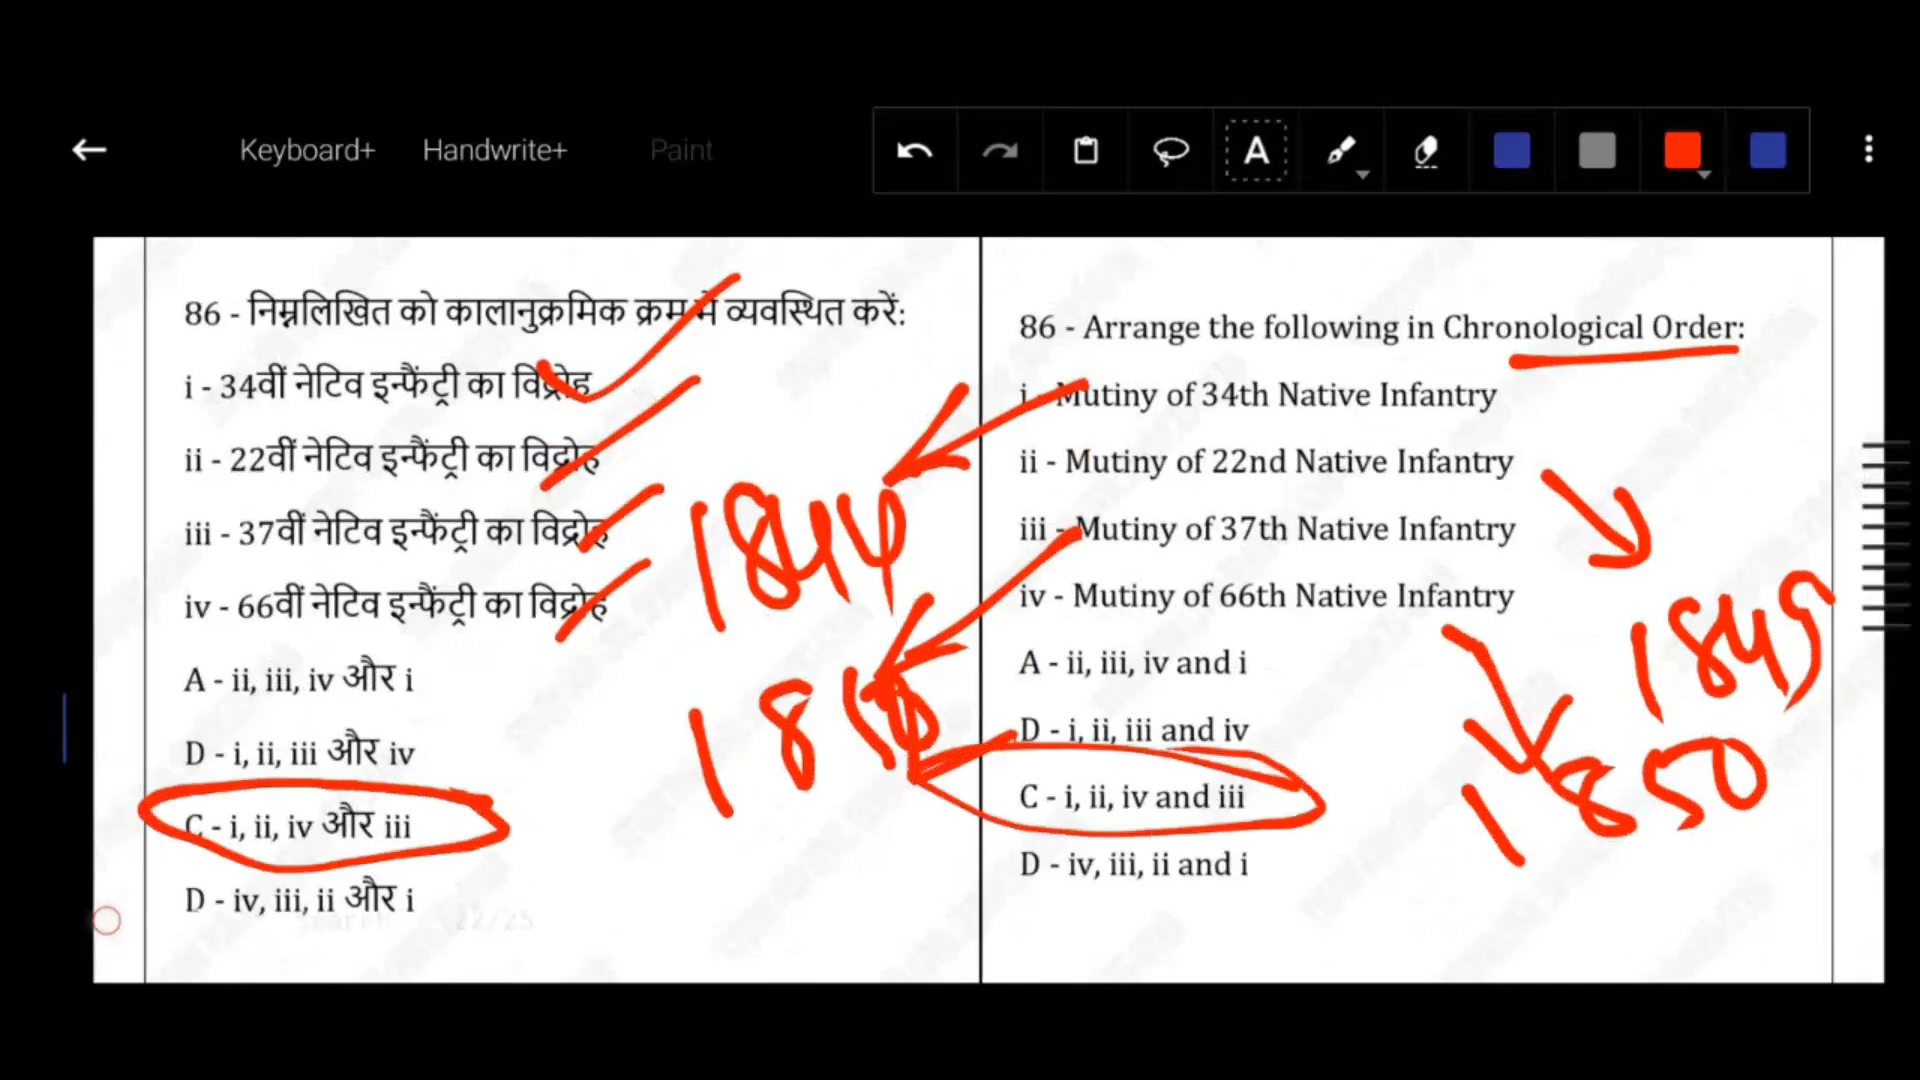 Keyboard+ Handwrite+ Paint
A
86 - निम्नलिखित को कालानुक्रमिक क्रम में व्यवस्थित करें:
i - 34वीं नेटिव इन्फैंट्री का विद्रोह
ii - 22वीं नेटिव इन्फैंट्री का विद्रोह
iii - 37वीं नेटिव इन्फैंट्री का विद्रोह
iv - 66वीं नेटिव इन्फैंट्री का विद्रोह
A - ii, iii, iv और i
D - i, ii, iii और iv
C - i, ii, iv और iii
D - iv, iii, ii और i
22/25
1844
86 - Arrange the following in Chronological Order:
i - Mutiny of 34th Native Infantry
ii - Mutiny of 22nd Native Infantry
iii - Mutiny of 37th Native Infantry
iv - Mutiny of 66th Native Infantry
A - ii, iii, iv and i
D - i, ii, iii and iv
C - i, ii, iv and iii
D - iv, iii, ii and i
1849
1850